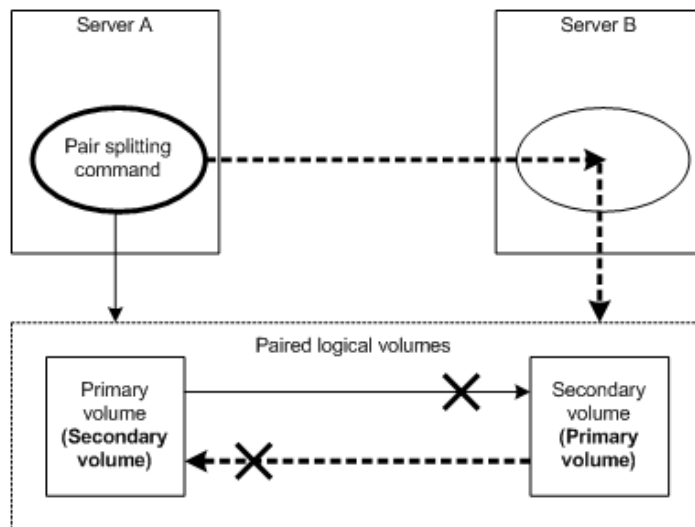 Server A
Server B
Pair splitting
command
Paired logical volumes
Primary
volume
(Secondary
volume)
Secondary
volume
(Primary
volume)